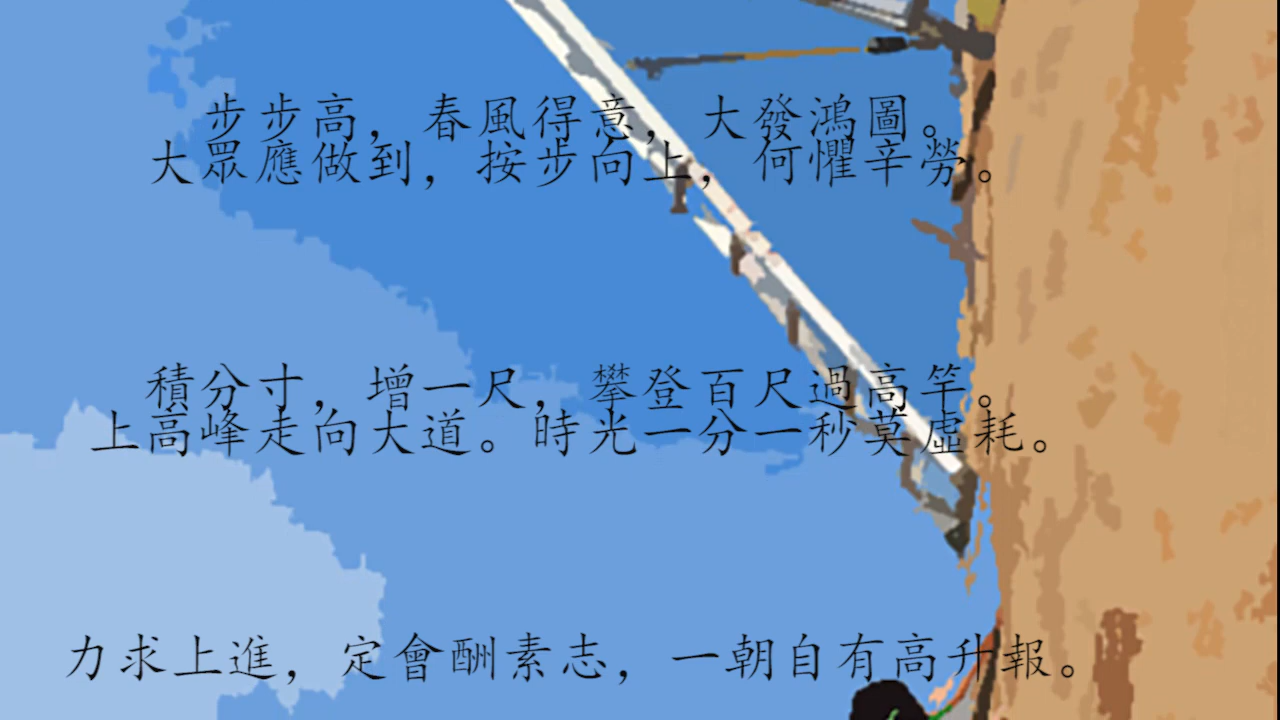 步步高，春風得意，大發鴻圖。
大眾應做到，按步向上，何懼辛勞。
積分寸，增一尺，攀登百尺過高竿。
上高峰走向大道。時光一分一秒莫虛耗。
力求上進，定會酬素志，一朝自有高升報。